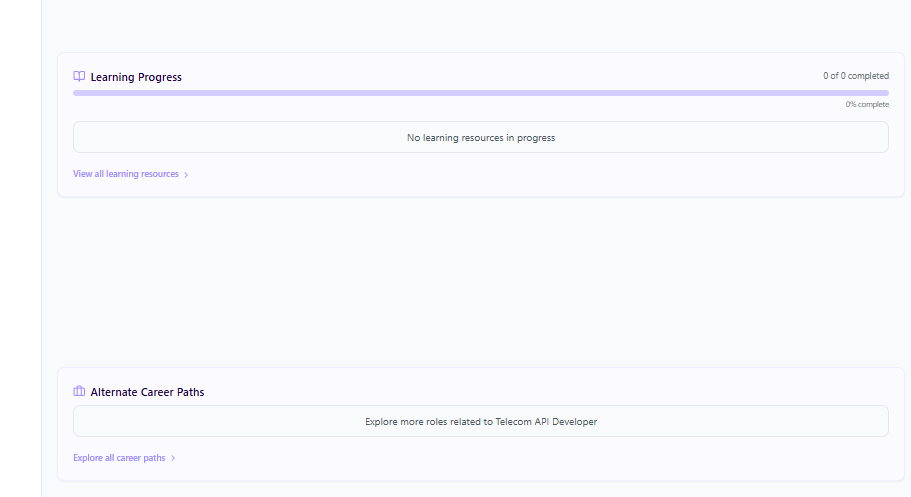 Learning Progress
0 of 0 completed
0% complete
No learning resources in progress
View all learning resources
Alternate Career Paths
Explore more roles related to Telecom API Developer
Explore all career paths